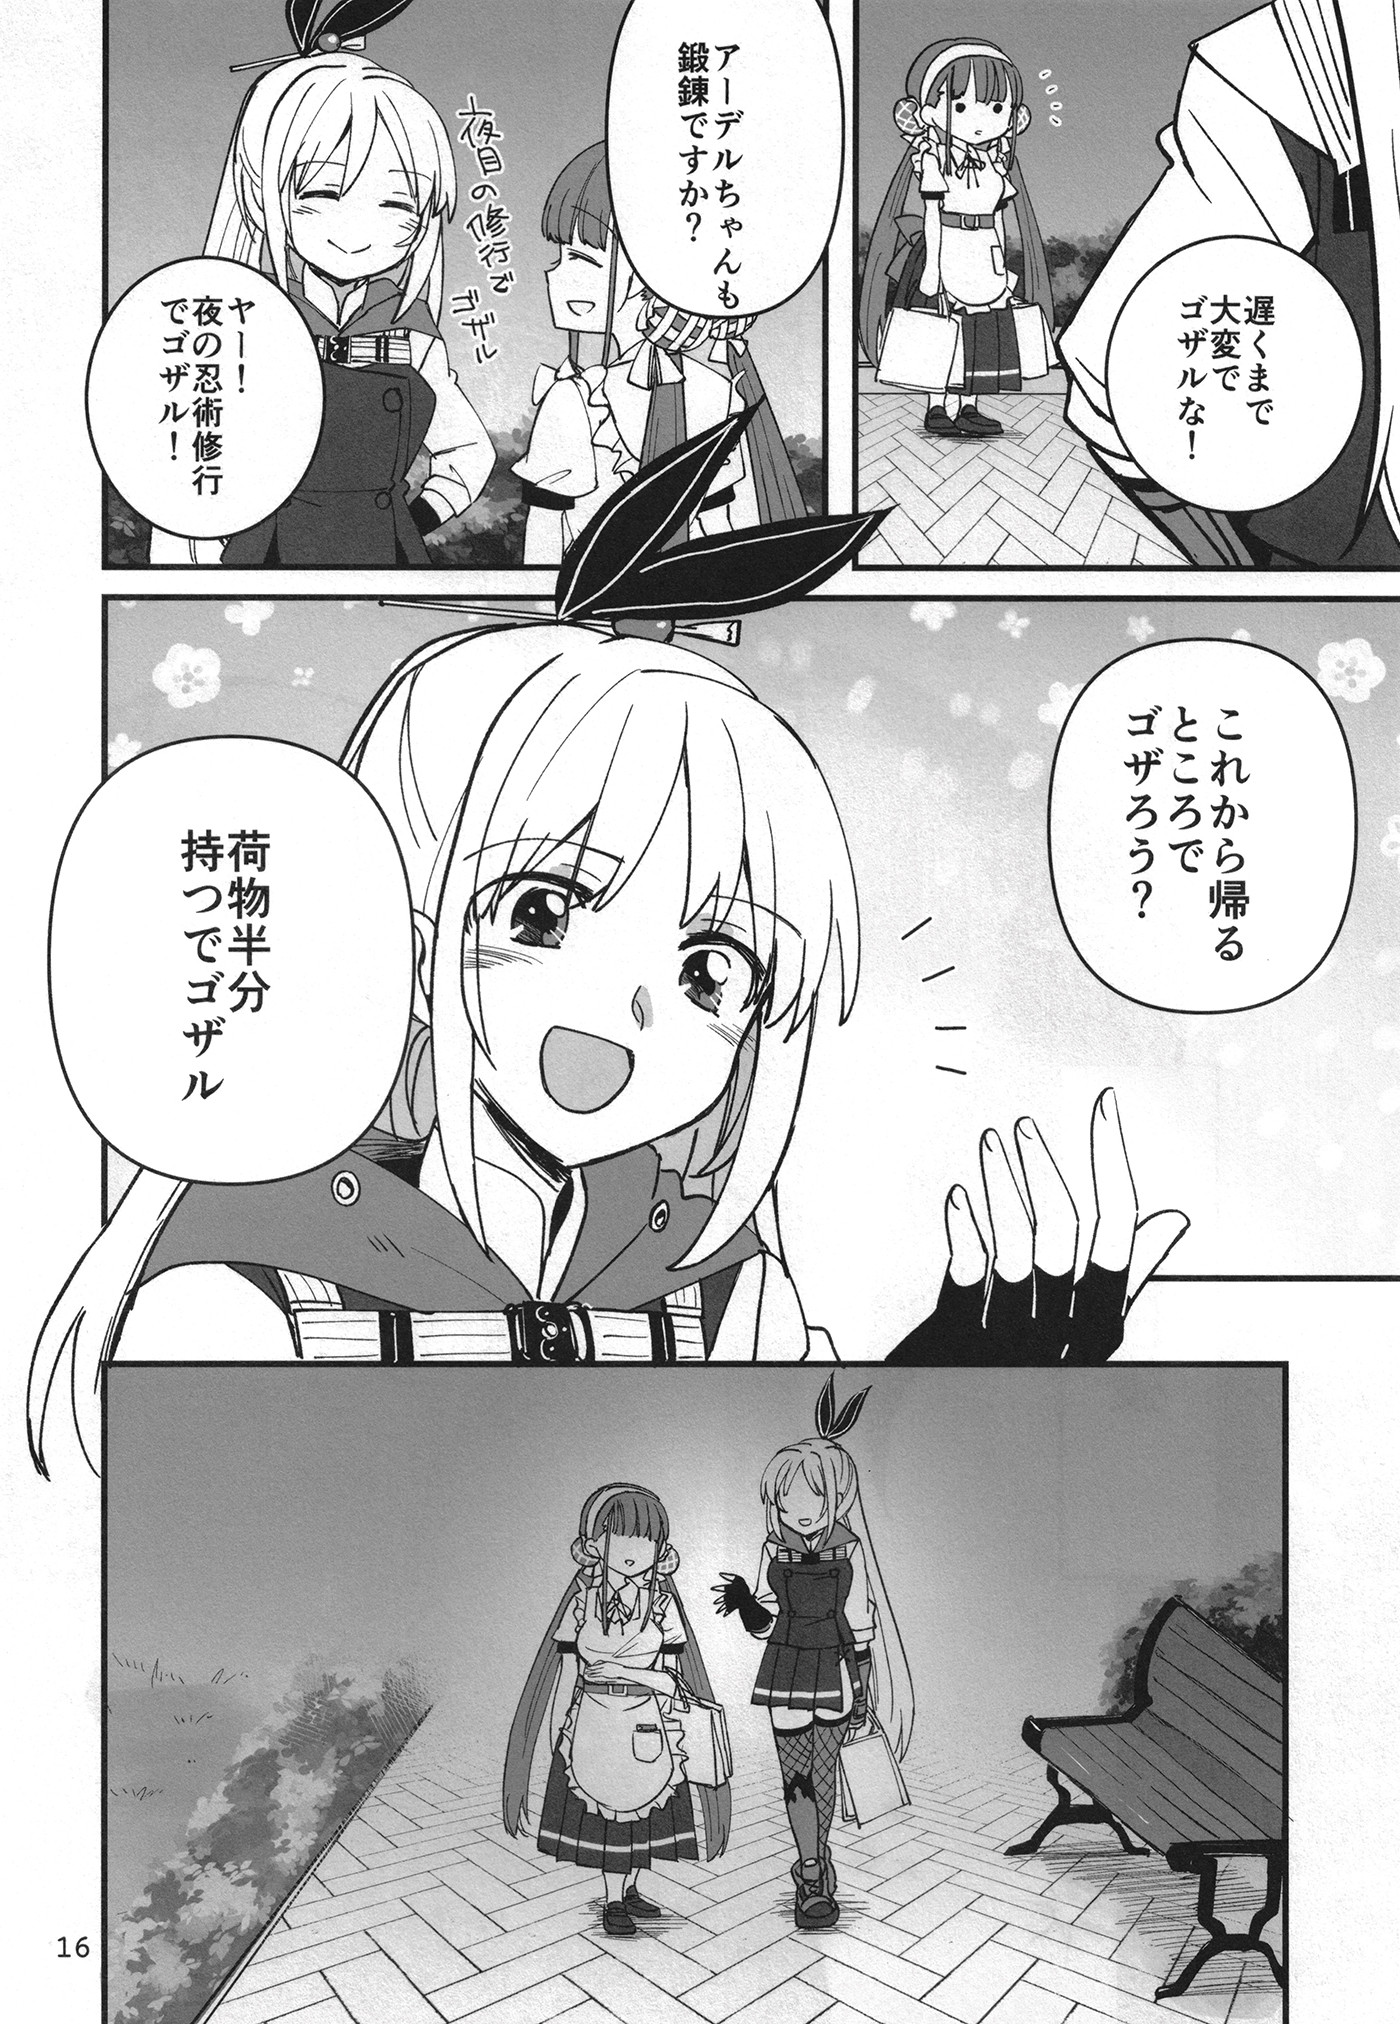 遅くまで
大変で
ゴザルな！
アーデルちゃんも
鍛錬ですか？
夜目の修行で
ゴザル
ヤー！
夜の忍術修行
でゴザル！
これから帰る
ところで
ゴザろう？
荷物半分
持つでゴザル
16